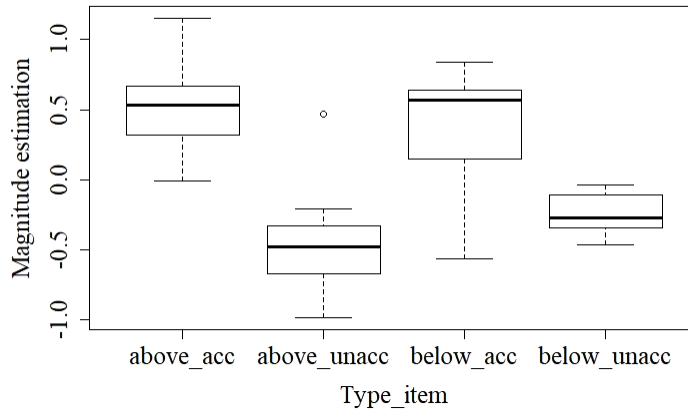 Magnitude estimation
1.0
0.5
0.0
-0.5
-1.0
above_acc above_unacc below_acc below_unacc
Type_item